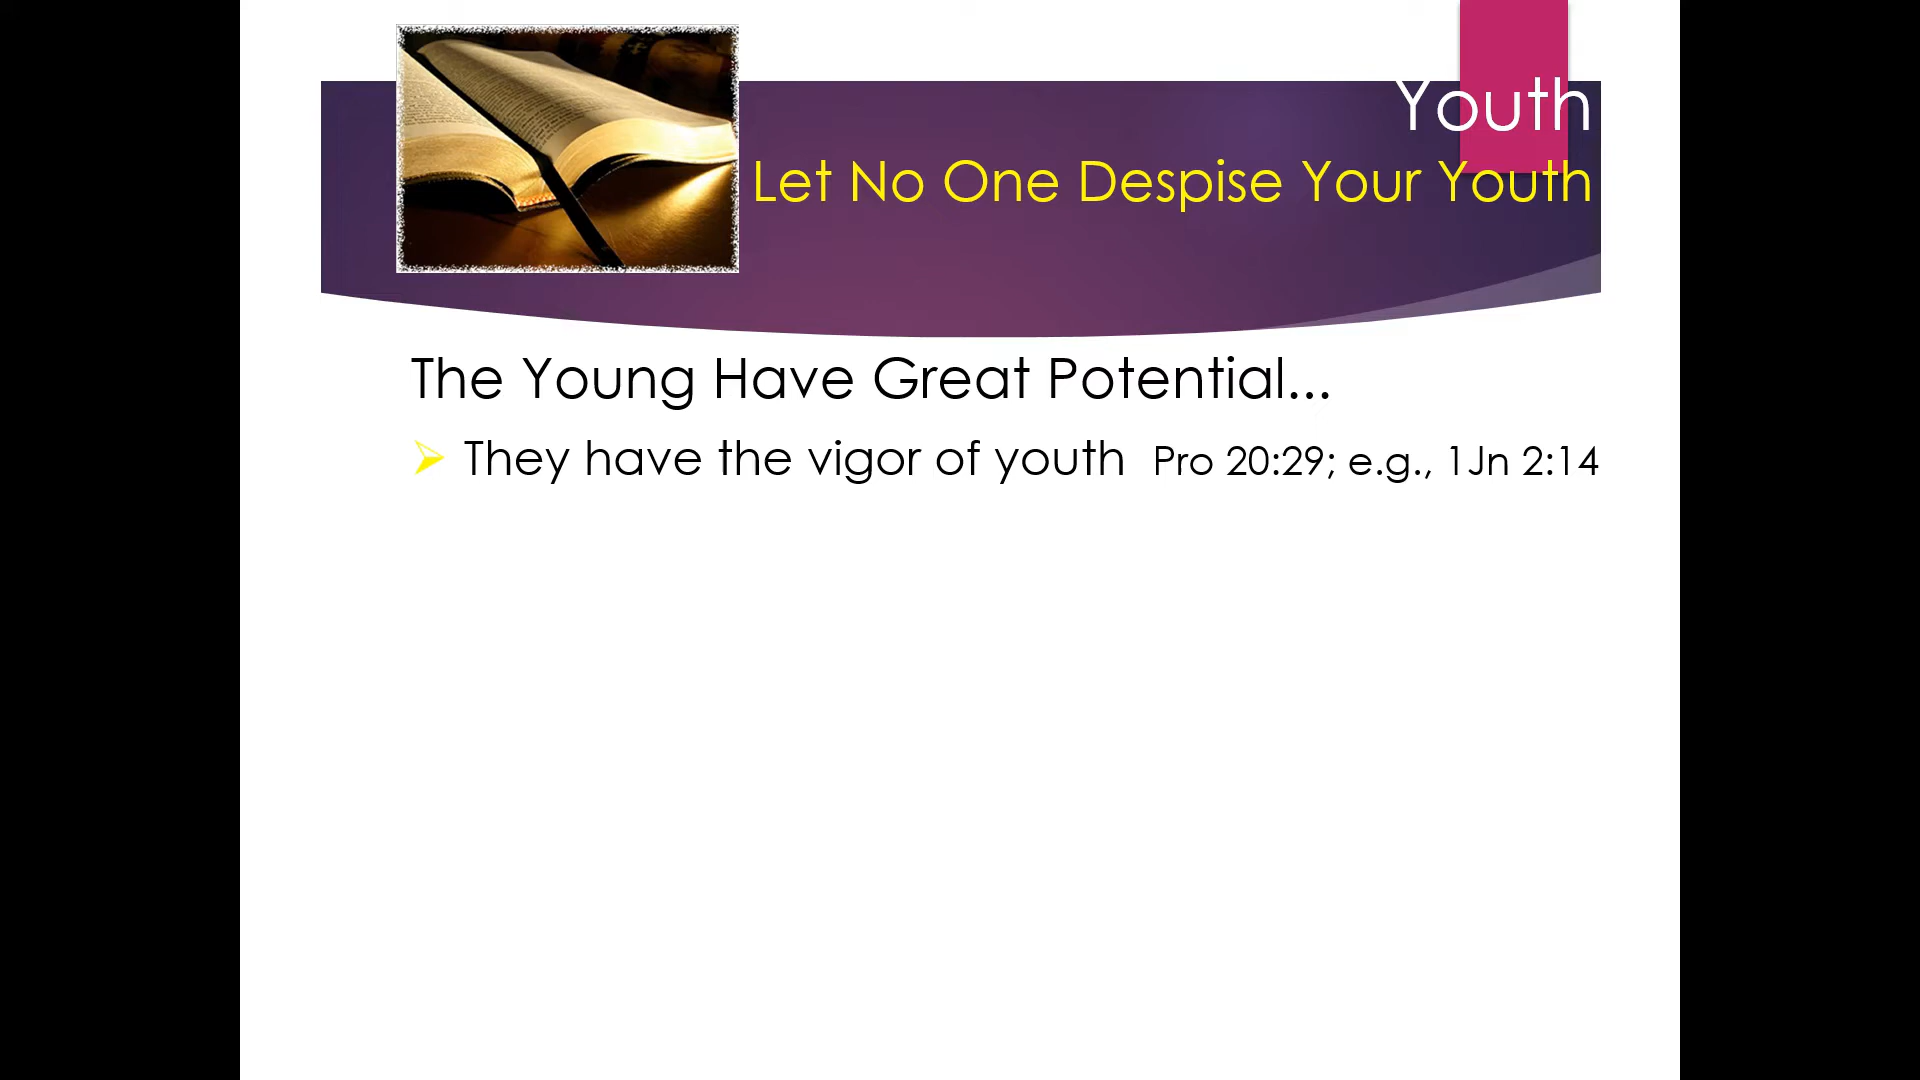 Youth
Let No One Despise Your Youth
The Young Have Great Potential...
They have the vigor of youth Pro 20:29; e.g., 1Jn 2:14